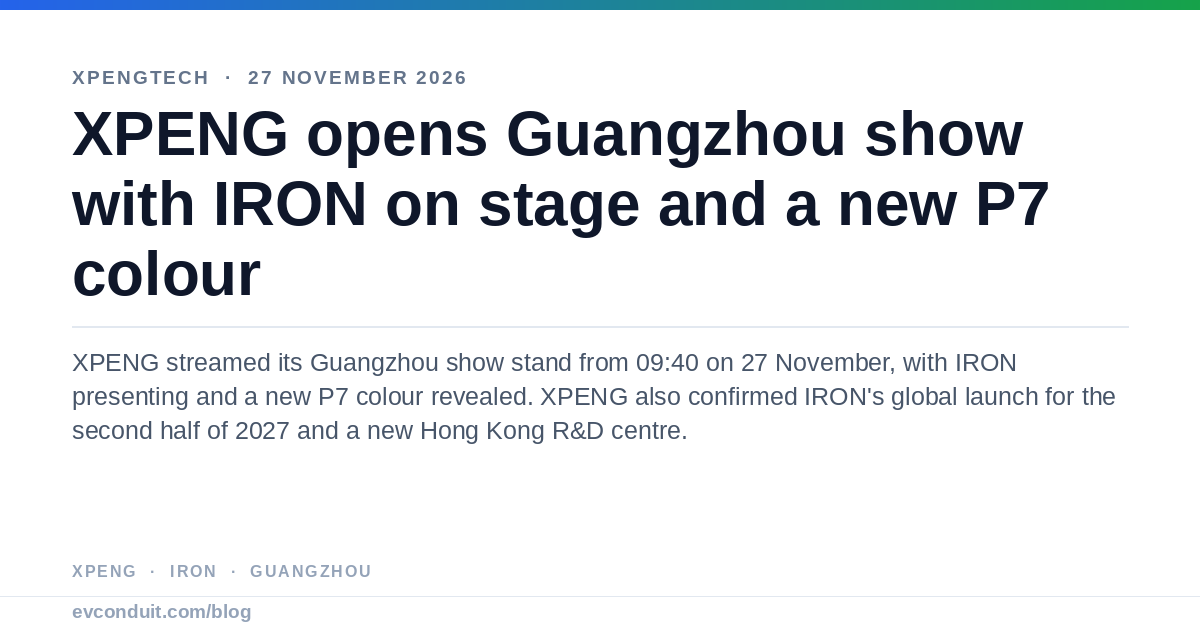 XPENGTECH · 27 NOVEMBER 2026
XPENG opens Guangzhou show
with IRON on stage and a new P7
colour
XPENG streamed its Guangzhou show stand from 09:40 on 27 November, with IRON
presenting and a new P7 colour revealed. XPENG also confirmed IRON's global launch for the
second half of 2027 and a new Hong Kong R&D centre.
XPENG · IRON · GUANGZHOU
evconduit.com/blog